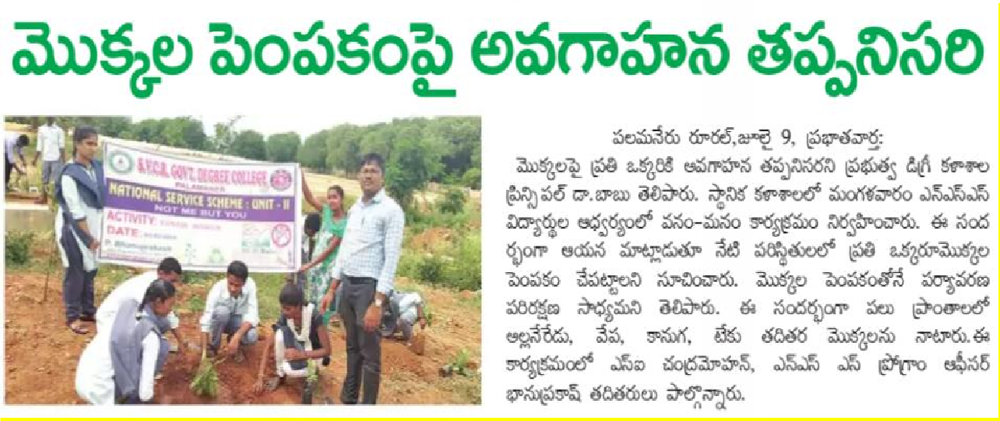 మొక్కల పెంపకంపై అవగాహన తప్పనిసరి
S.V.C.R. GOVT. DEGREE COLLEGE
PALAMANER
NATIONAL SERVICE SCHEME : UNIT - II
NOT ME BUT YOU
ACTIVITY:
DATE:
పలమనేరు రూరల్,జూలై 9, ప్రభాతవార్త:
మొక్కలపై ప్రతి ఒక్కరికి అవగాహన తప్పనిసరని ప్రభుత్వ డిగ్రీ కళాశాల
ప్రిన్సిపల్ డా.బాబు తెలిపారు. స్థానిక కళాశాలలో మంగళవారం ఎన్ఎస్ఎస్
విద్యార్థుల ఆధ్వర్యంలో వనం-మనం కార్యక్రమం నిర్వహించారు. ఈ సంద
ర్భంగా ఆయన మాట్లాడుతూ నేటి పరిస్థితులలో ప్రతి ఒక్కరూమొక్కల
పెంపకం చేపట్టాలని సూచించారు. మొక్కల పెంపకంతోనే పర్యావరణ
పరిరక్షణ సాధ్యమని తెలిపారు. ఈ సందర్భంగా పలు ప్రాంతాలలో
అల్లనేరేడు, వేప, కానుగ, టేకు తదితర మొక్కలను నాటారు.ఈ
కార్యక్రమంలో ఎస్ఐ చంద్రమోహన్, ఎన్ఎస్ ఎస్ ప్రోగ్రాం ఆఫీసర్
భానుప్రకాష్ తదితరులు పాల్గొన్నారు.